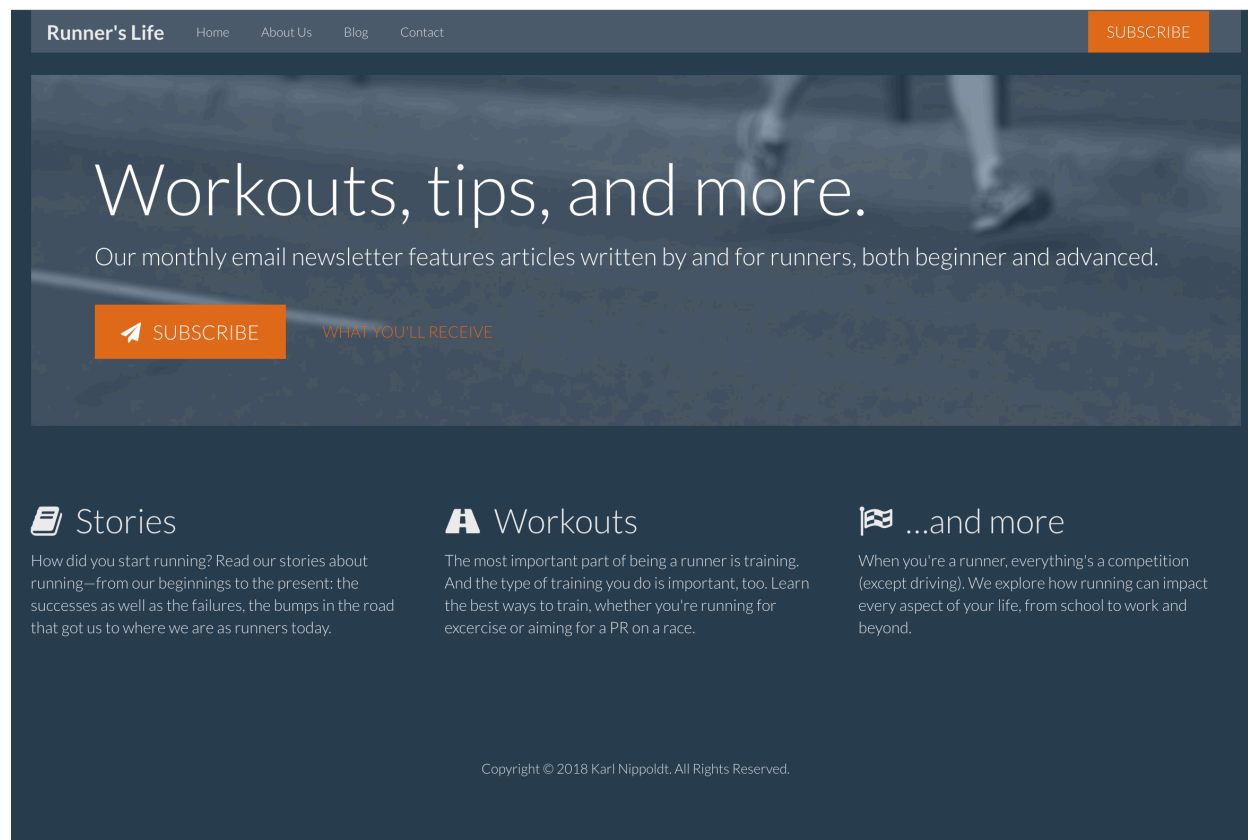 Runner's Life Home About Us Blog Contact SUBSCRIBE
Workouts, tips, and more.
Our monthly email newsletter features articles written by and for runners, both beginner and advanced.
SUBSCRIBE WHAT YOU'LL RECEIVE
Stories
How did you start running? Read our stories about
running—from our beginnings to the present: the
successes as well as the failures, the bumps in the road
that got us to where we are as runners today.
Workouts
The most important part of being a runner is training.
And the type of training you do is important, too. Learn
the best ways to train, whether you're running for
excercise or aiming for a PR on a race.
...and more
When you're a runner, everything's a competition
(except driving). We explore how running can impact
every aspect of your life, from school to work and
beyond.
Copyright © 2018 Karl Nippoldt. All Rights Reserved.